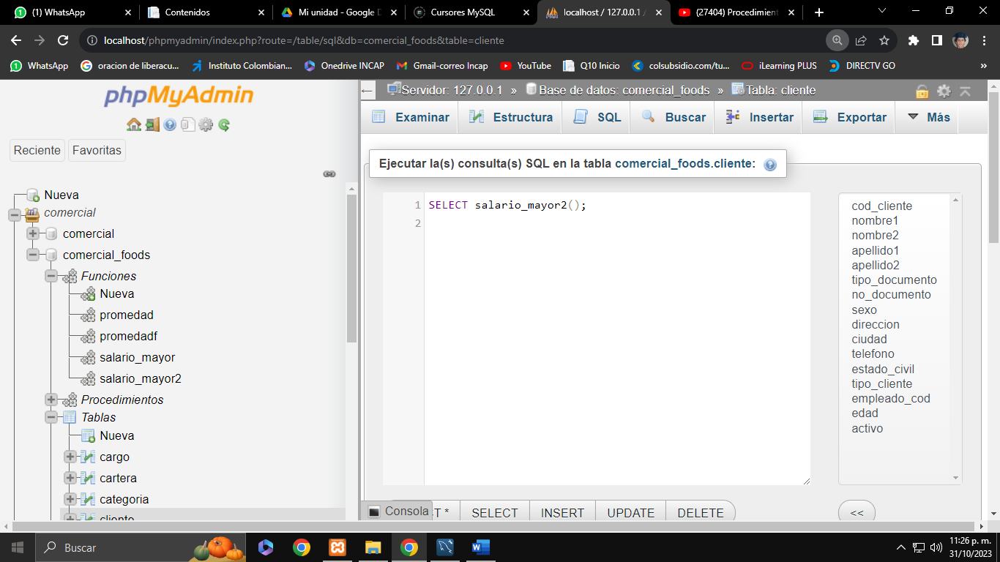 (1) WhatsApp
Contenidos
Mi unidad - Google D
Cursores MySQL
localhost / 127.0.0.1 /
(27404) Procedimient
localhost/phpmyadmin/index.php?route=/table/sql&db=comercial_foods&table=cliente
WhatsApp
oracion de liberacu...
Instituto Colombian...
Onedrive INCAP
Gmail-correo Incap
YouTube
Q10 Inicio
colsubsidio.com/tu...
iLearning PLUS
DIRECTV GO
»
phpMyAdmin
Reciente
Favoritas
Nueva
comercial
comercial
comercial_foods
Funciones
Nueva
promedad
promedadf
salario_mayor
salario_mayor2
Procedimientos
Tablas
Nueva
cargo
cartera
categoria
cliente
Servidor: 127.0.0.1 » Base de datos: comercial_foods » Tabla: cliente
Examinar
Estructura
SQL
Buscar
Insertar
Exportar
Más
Ejecutar la(s) consulta(s) SQL en la tabla comercial_foods.cliente:
1 SELECT salario_mayor2();
2
cod_cliente
nombre1
nombre2
apellido1
apellido2
tipo_documento
no_documento
sexo
direccion
ciudad
telefono
estado_civil
tipo_cliente
empleado_cod
edad
activo
Consola
T *
SELECT
INSERT
UPDATE
DELETE
<<
Buscar
11:26 p. m.
31/10/2023